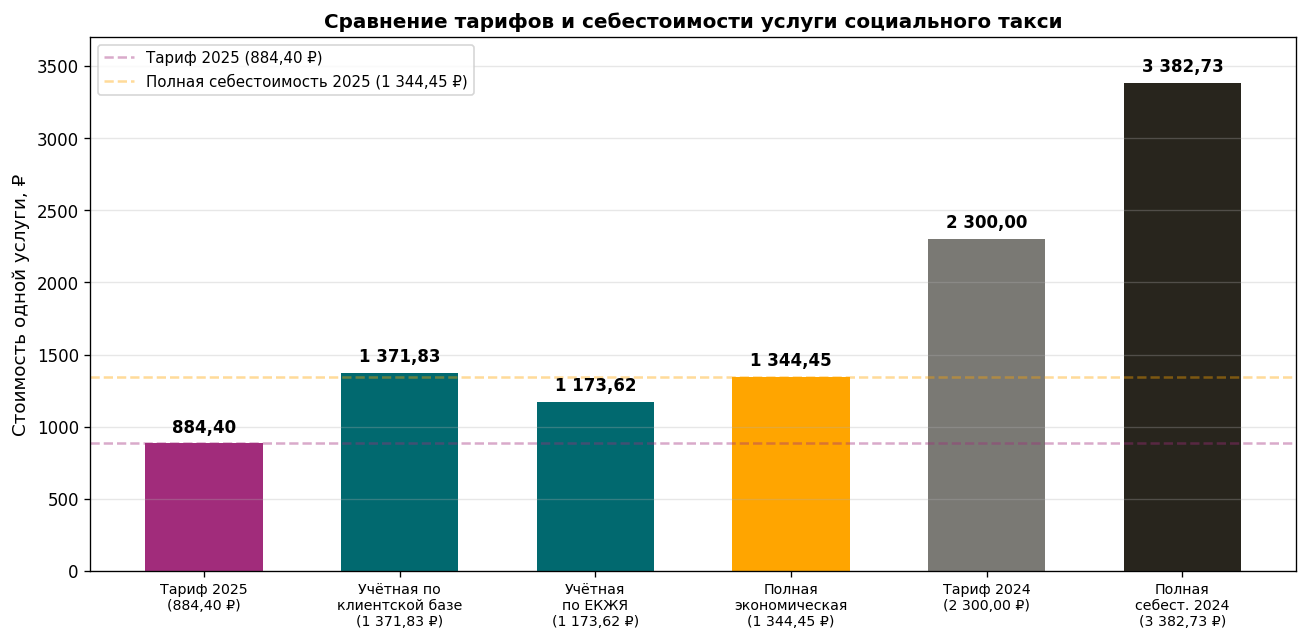 Сравнение тарифов и себестоимости услуги социального такси
Тариф 2025 (884,40 ₽)
Полная себестоимость 2025 (1 344,45 ₽)
Стоимость одной услуги, ₽
3500
3000
2500
2000
1500
1000
500
0
884,40
1 371,83
1 173,62
1 344,45
2 300,00
3 382,73
Тариф 2025
(884,40 ₽)
Учётная по
клиентской базе
(1 371,83 ₽)
Учётная
по ЕКЖЯ
(1 173,62 ₽)
Полная
экономическая
(1 344,45 ₽)
Тариф 2024
(2 300,00 ₽)
Полная
себест. 2024
(3 382,73 ₽)